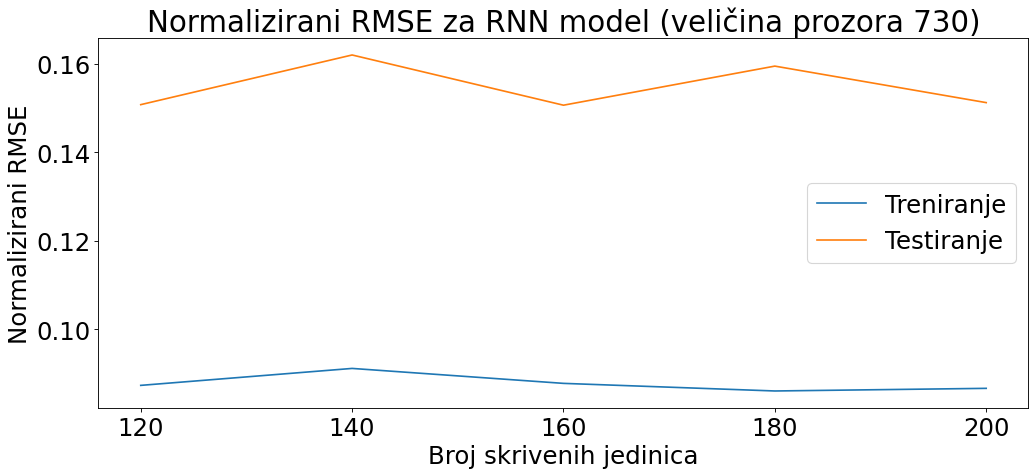 Normalizirani RMSE za RNN model (veličina prozora 730)
Normalizirani RMSE
0.16
0.14
0.12
0.10
Treniranje
Testiranje
120 140 160 180 200
Broj skrivenih jedinica